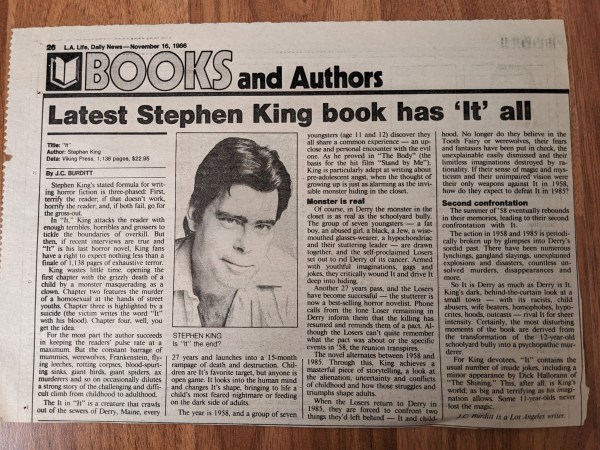 26 L.A. Life, Daily News—November 16, 1986
BOOKS and Authors
Latest Stephen King book has 'It' all
Title: "It"
Author: Stephen King
Data: Viking Press, 1,138 pages, $22.95
By J.C. BURDITT
Stephen King's stated formula for writ-
ing horror fiction is three-phased: First,
terrify the reader; if that doesn't work,
horrify the reader; and, if both fail, go for
the gross-out.
In "It," King attacks the reader with
enough terribles, horribles and grossers to
tickle the boundaries of overkill. But
then, if recent interviews are true and
"It" is his last horror novel, King fans
have a right to expect nothing less than a
finale of 1,138 pages of exhaustive terror.
King wastes little time, opening the
first chapter with the grizzly death of a
child by a monster masquerading as a
clown. Chapter two features the murder
of a homosexual at the hands of street
youths. Chapter three is highlighted by a
suicide (the victim writes the word "It"
with his blood). Chapter four, well, you
get the idea.
For the most part the author succeeds
in keeping the readers' pulse rate at a
maximum. But the constant barrage of
mummies, werewolves, Frankenstein, fly-
ing leeches, rotting corpses, blood-spurt-
ing sinks, giant birds, giant spiders, ax
murderers and so on occasionally dilutes
a strong story of the challenging and diffi-
cult climb from childhood to adulthood.
The It in "It" is a creature that crawls
out of the sewers of Derry, Maine, every
STEPHEN KING
Is "It" the end?
27 years and launches into a 15-month
rampage of death and destruction. Chil-
dren are It's favorite target, but anyone is
open game. It looks into the human mind
and changes It's shape, bringing to life a
child's most feared nightmare or feeding
on the dark side of adults.
The year is 1958, and a group of seven
youngsters (age 11 and 12) discover they
all share a common experience — an up-
close and personal encounter with the evil
one. As he proved in "The Body" (the
basis for the hit film "Stand by Me"),
King is particularly adept at writing about
pre-adolescent angst, when the thought of
growing up is just as alarming as the invis-
ible monster hiding in the closet.
Monster is real
Of course, in Derry the monster in the
closet is as real as the schoolyard bully.
The group of seven youngsters — a fat
boy, an abused girl, a black, a Jew, a wise-
mouthed glasses-wearer, a hypochondriac
and their stuttering leader — are drawn
together, and the self-proclaimed Losers
set out to rid Derry of its cancer. Armed
with youthful imaginations, gags and
jokes, they critically wound It and drive it
deep into hiding.
Another 27 years pass, and the Losers
have become successful — the stutterer is
now a best-selling horror novelist. Phone
calls from the lone Loser remaining in
Derry inform them that the killing has
resumed and reminds them of a pact. Al-
though the Losers can't quite remember
what the pact was about or the specific
events in '58, the reunion transpires.
The novel alternates between 1958 and
1985. Through this, King achieves a
masterful piece of storytelling, a look at
the alienation, uncertainty and conflicts
of childhood and how those struggles and
triumphs shape adults.
When the Losers return to Derry in
1985, they are forced to confront two
things they'd left behind — It and child-
hood. No longer do they believe in the
Tooth Fairy or werewolves, their fears
and fantasies have been put in check, the
unexplainable easily dismissed and their
limitless imaginations destroyed by ra-
tionality. If their sense of magic and mys-
ticism and their unimpaired vision were
their only weapons against It in 1958,
how do they expect to defeat It in 1985?
Second confrontation
The summer of '58 eventually rebounds
in their memories, leading to their second
confrontation with It.
The action in 1958 and 1985 is period-
ically broken up by glimpses into Derry's
sordid past. There have been numerous
lynchings, gangland slayings, unexplained
explosions and disasters, countless un-
solved murders, disappearances and
more.
So It is Derry as much as Derry is It.
King's dark, behind-the-curtain look at a
small town — with its racists, child
abusers, wife beaters, homophobes, hypo-
crites, hoods, outcasts — rival It for sheer
insanity. Certainly, the most disturbing
moments of the book are derived from
the transformation of the 12-year-old
schoolyard bully into a psychopathic mur-
derer.
For King devotees, "It" contains the
usual number of inside jokes, including a
minor appearance by Dick Hallorann of
"The Shining." This, after all, is King's
world, as big and terrifying as his imagi-
nation allows. Some 11-year-olds never
lost the magic.
J.C. Burditt is a Los Angeles writer.